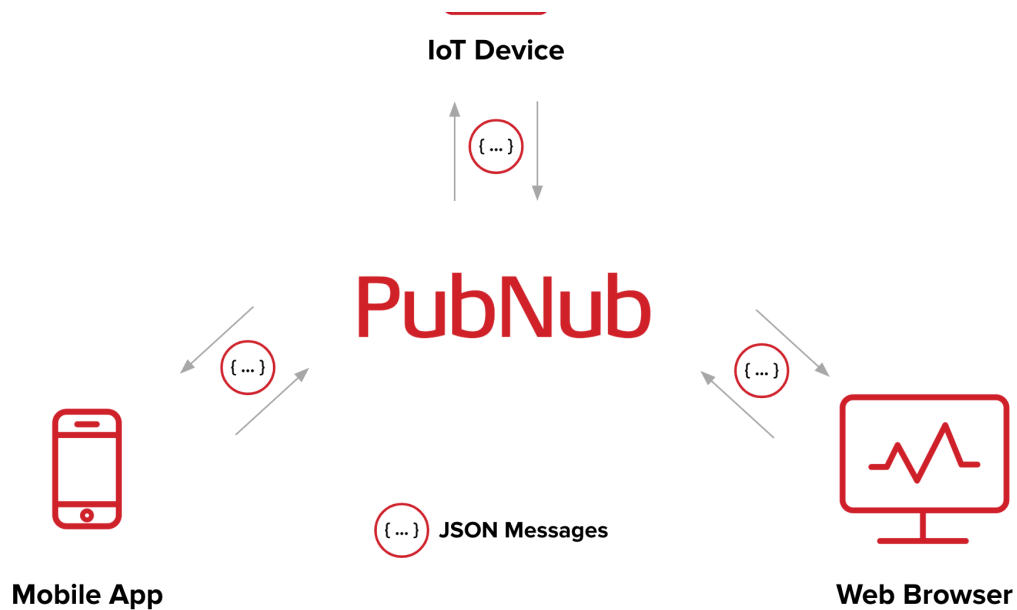 IoT Device
{ ... }
PubNub
{ ... }
{ ... }
{ ... } JSON Messages
Mobile App
Web Browser